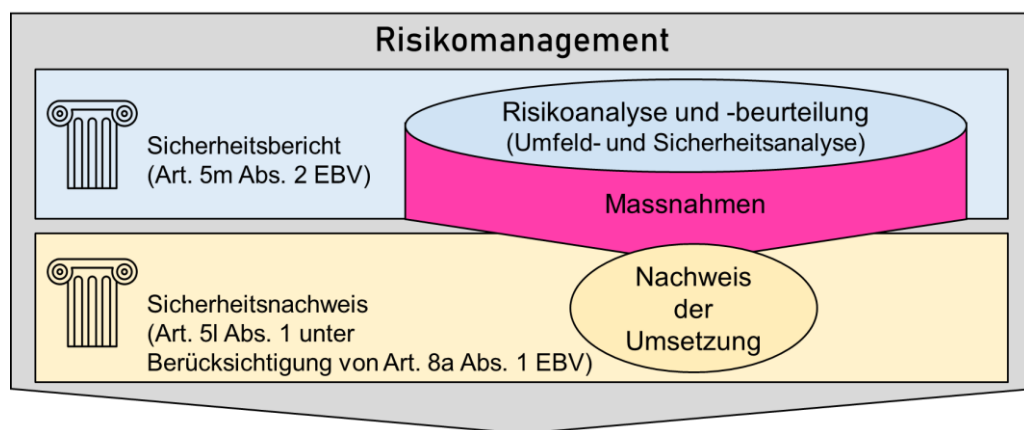 Risikomanagement
Risikoanalyse und -beurteilung
(Umfeld- und Sicherheitsanalyse)
Sicherheitsbericht
(Art. 5m Abs. 2 EBV)
Massnahmen
Nachweis
der
Umsetzung
Sicherheitsnachweis
(Art. 5l Abs. 1 unter
Berücksichtigung von Art. 8a Abs. 1 EBV)